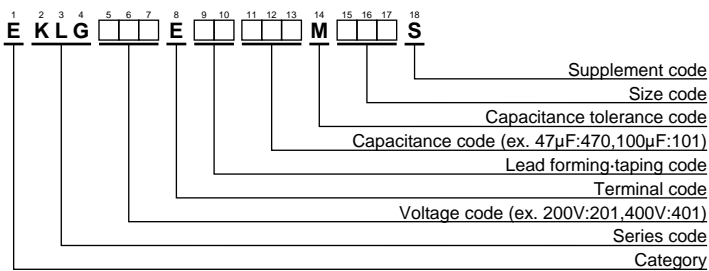 1 2 3 4 5 6 7 8 9 10 11 12 13 14 15 16 17 18
E KLG □□□ E □□ □□□ M □□□ S
Supplement code
Size code
Capacitance tolerance code
Capacitance code (ex. 47µF:470,100µF:101)
Lead forming·taping code
Terminal code
Voltage code (ex. 200V:201,400V:401)
Series code
Category